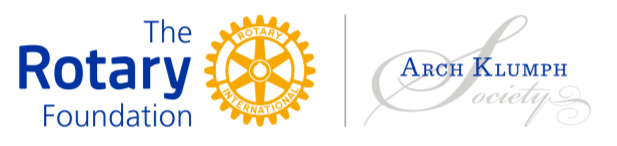 The
Rotary
Foundation
ROTARY
INTERNATIONAL
ARCH KLUMPH
Society